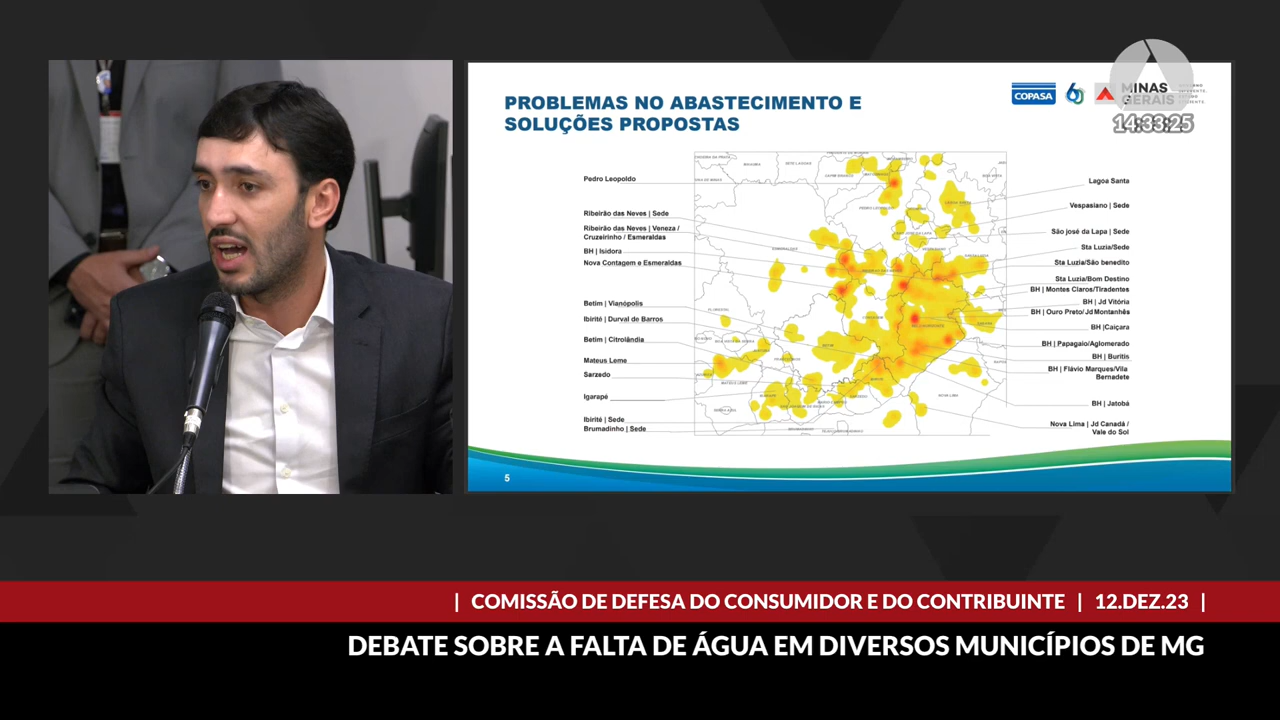 PROBLEMAS NO ABASTECIMENTO E
SOLUÇÕES PROPOSTAS
COPASA
MINAS
GERAIS
14:33:25
Pedro Leopoldo
Ribeirão das Neves | Sede
Ribeirão das Neves | Veneza /
Cruzeirinho / Esmeraldas
BH | Isidora
Nova Contagem e Esmeraldas
Betim | Vianópolis
Ibirité | Durval de Barros
Betim | Citrolândia
Mateus Leme
Sarzedo
Igarapé
Ibirité | Sede
Brumadinho | Sede
Lagoa Santa
Vespasiano | Sede
São josé da Lapa | Sede
Sta Luzia/Sede
Sta Luzia/São benedito
Sta Luzia/Bom Destino
BH | Montes Claros/Tiradentes
BH | Jd Vitória
BH | Ouro Preto/Jd Montanhês
BH |Caiçara
BH | Papagaio/Aglomerado
BH | Buritis
BH | Flávio Marques/Vila
Bernadete
BH | Jatobá
Nova Lima | Jd Canadá /
Vale do Sol
5
| COMISSÃO DE DEFESA DO CONSUMIDOR E DO CONTRIBUINTE | 12.DEZ.23 |
DEBATE SOBRE A FALTA DE ÁGUA EM DIVERSOS MUNICÍPIOS DE MG